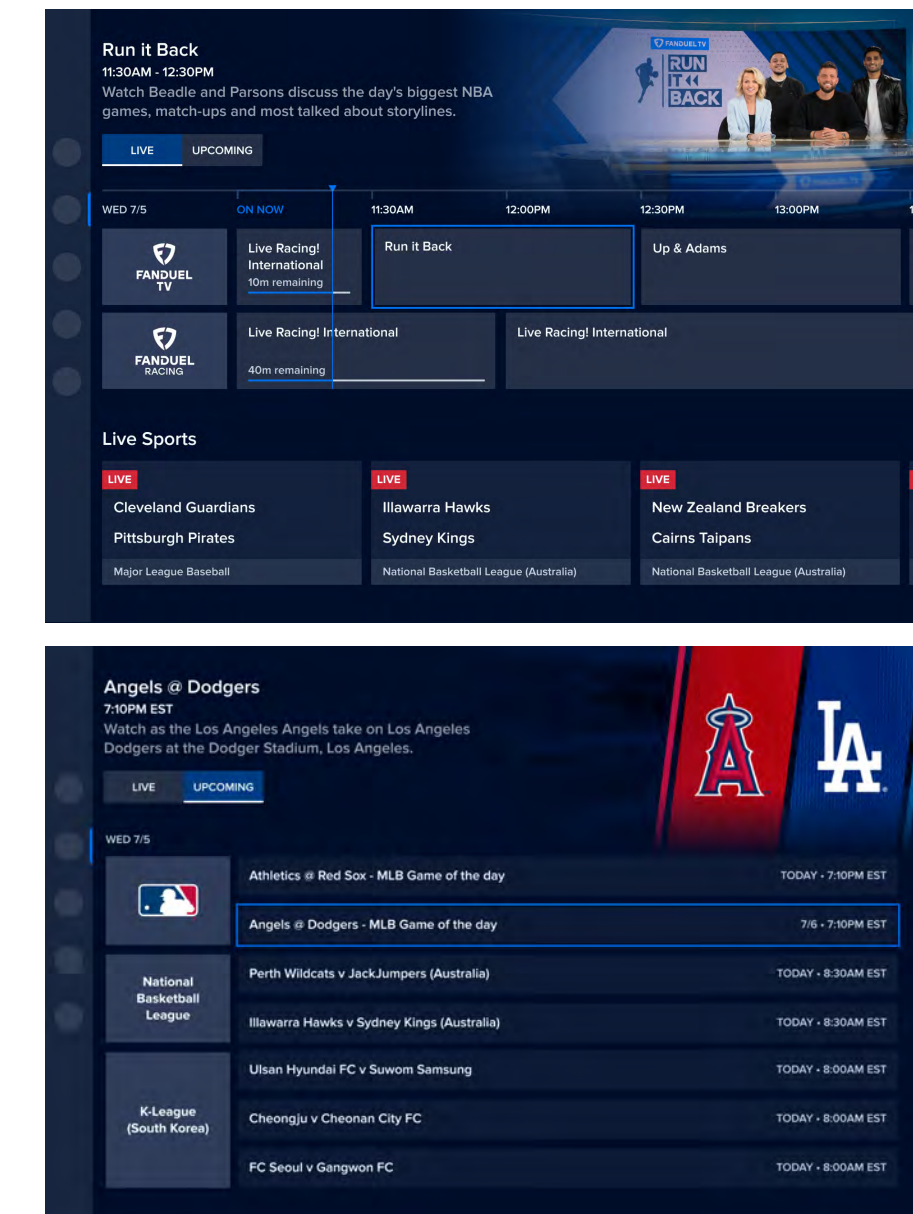 Run it Back
11:30AM - 12:30PM
Watch Beadle and Parsons discuss the day's biggest NBA
games, match-ups and most talked about storylines.
LIVE UPCOMING
FANDUEL TV
RUN
IT
BACK
WED 7/5 ON NOW 11:30AM 12:00PM 12:30PM 13:00PM
FANDUEL
TV
Live Racing!
International
10m remaining
Run it Back
Up & Adams
FANDUEL
RACING
Live Racing! International
40m remaining
Live Racing! International
Live Sports
LIVE
Cleveland Guardians
Pittsburgh Pirates
Major League Baseball
LIVE
Illawarra Hawks
Sydney Kings
National Basketball League (Australia)
LIVE
New Zealand Breakers
Cairns Taipans
National Basketball League (Australia)
Angels @ Dodgers
7:10PM EST
Watch as the Los Angeles Angels take on Los Angeles
Dodgers at the Dodger Stadium, Los Angeles.
LIVE UPCOMING
A
LA
WED 7/5
Athletics @ Red Sox - MLB Game of the day TODAY • 7:10PM EST
Angels @ Dodgers - MLB Game of the day 7/6 • 7:10PM EST
National
Basketball
League
Perth Wildcats v JackJumpers (Australia) TODAY • 8:30AM EST
Illawarra Hawks v Sydney Kings (Australia) TODAY • 8:30AM EST
K-League
(South Korea)
Ulsan Hyundai FC v Suwom Samsung TODAY • 8:00AM EST
Cheongju v Cheonan City FC TODAY • 8:00AM EST
FC Seoul v Gangwon FC TODAY • 8:00AM EST